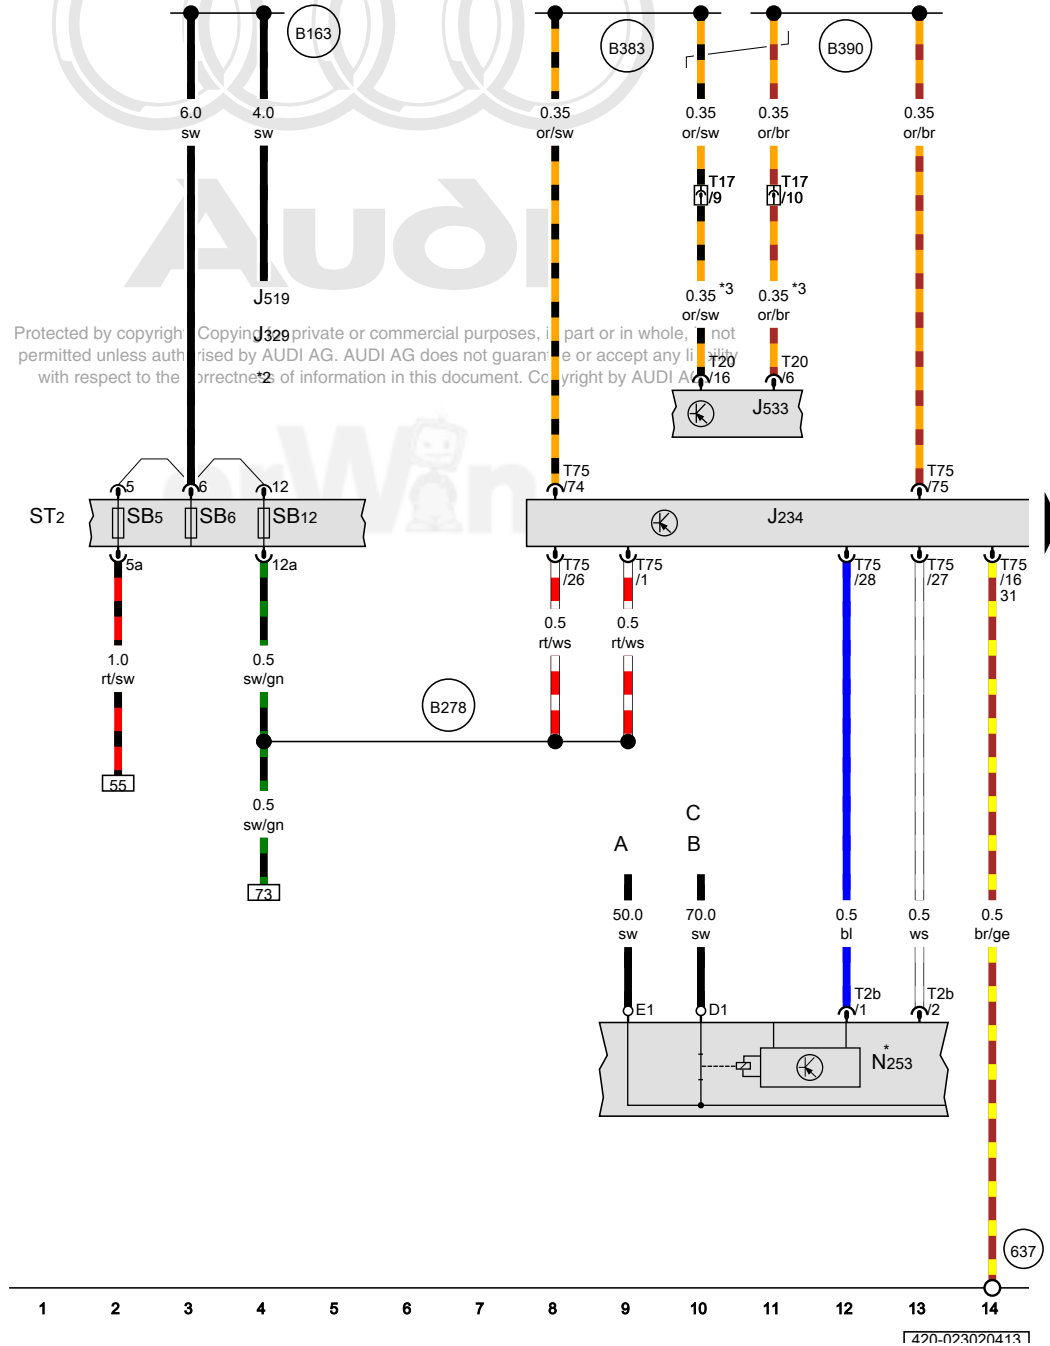 B163
B383
B390
6.0
sw
4.0
sw
0.35
or/sw
0.35
or/sw
0.35
or/br
0.35
or/br
T17
/9
T17
/10
Audi
J519
J329
*2
0.35 *3
or/sw
0.35 *3
or/br
Protected by copyright. Copying for private or commercial purposes, in part or in whole, is not
permitted unless authorised by AUDI AG. AUDI AG does not guarantee or accept any liability
with respect to the correctness of information in this document. Copyright by AUDI AG.
T20
/16
T20
/6
J533
erWin
5
6
12
T75
/74
T75
/75
ST2
SB5
SB6
SB12
J234
5a
12a
T75
/26
T75
/1
T75
/28
T75
/27
T75
/16
31
1.0
rt/sw
0.5
sw/gn
0.5
rt/ws
0.5
rt/ws
B278
55
0.5
sw/gn
73
A
C
B
50.0
sw
70.0
sw
0.5
bl
0.5
ws
0.5
br/ge
E1
D1
T2b
/1
T2b
/2
N253
*
637
1 2 3 4 5 6 7 8 9 10 11 12 13 14
420-023020413